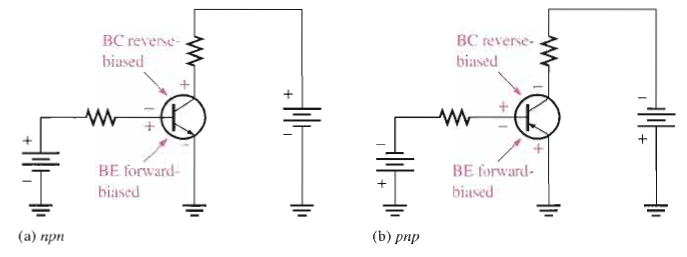 BC reverse-
biased
+
−
+
−
+
−
+
−
BE forward-
biased
(a) npn
BC reverse-
biased
−
+
−
+
−
+
−
+
BE forward-
biased
(b) pnp